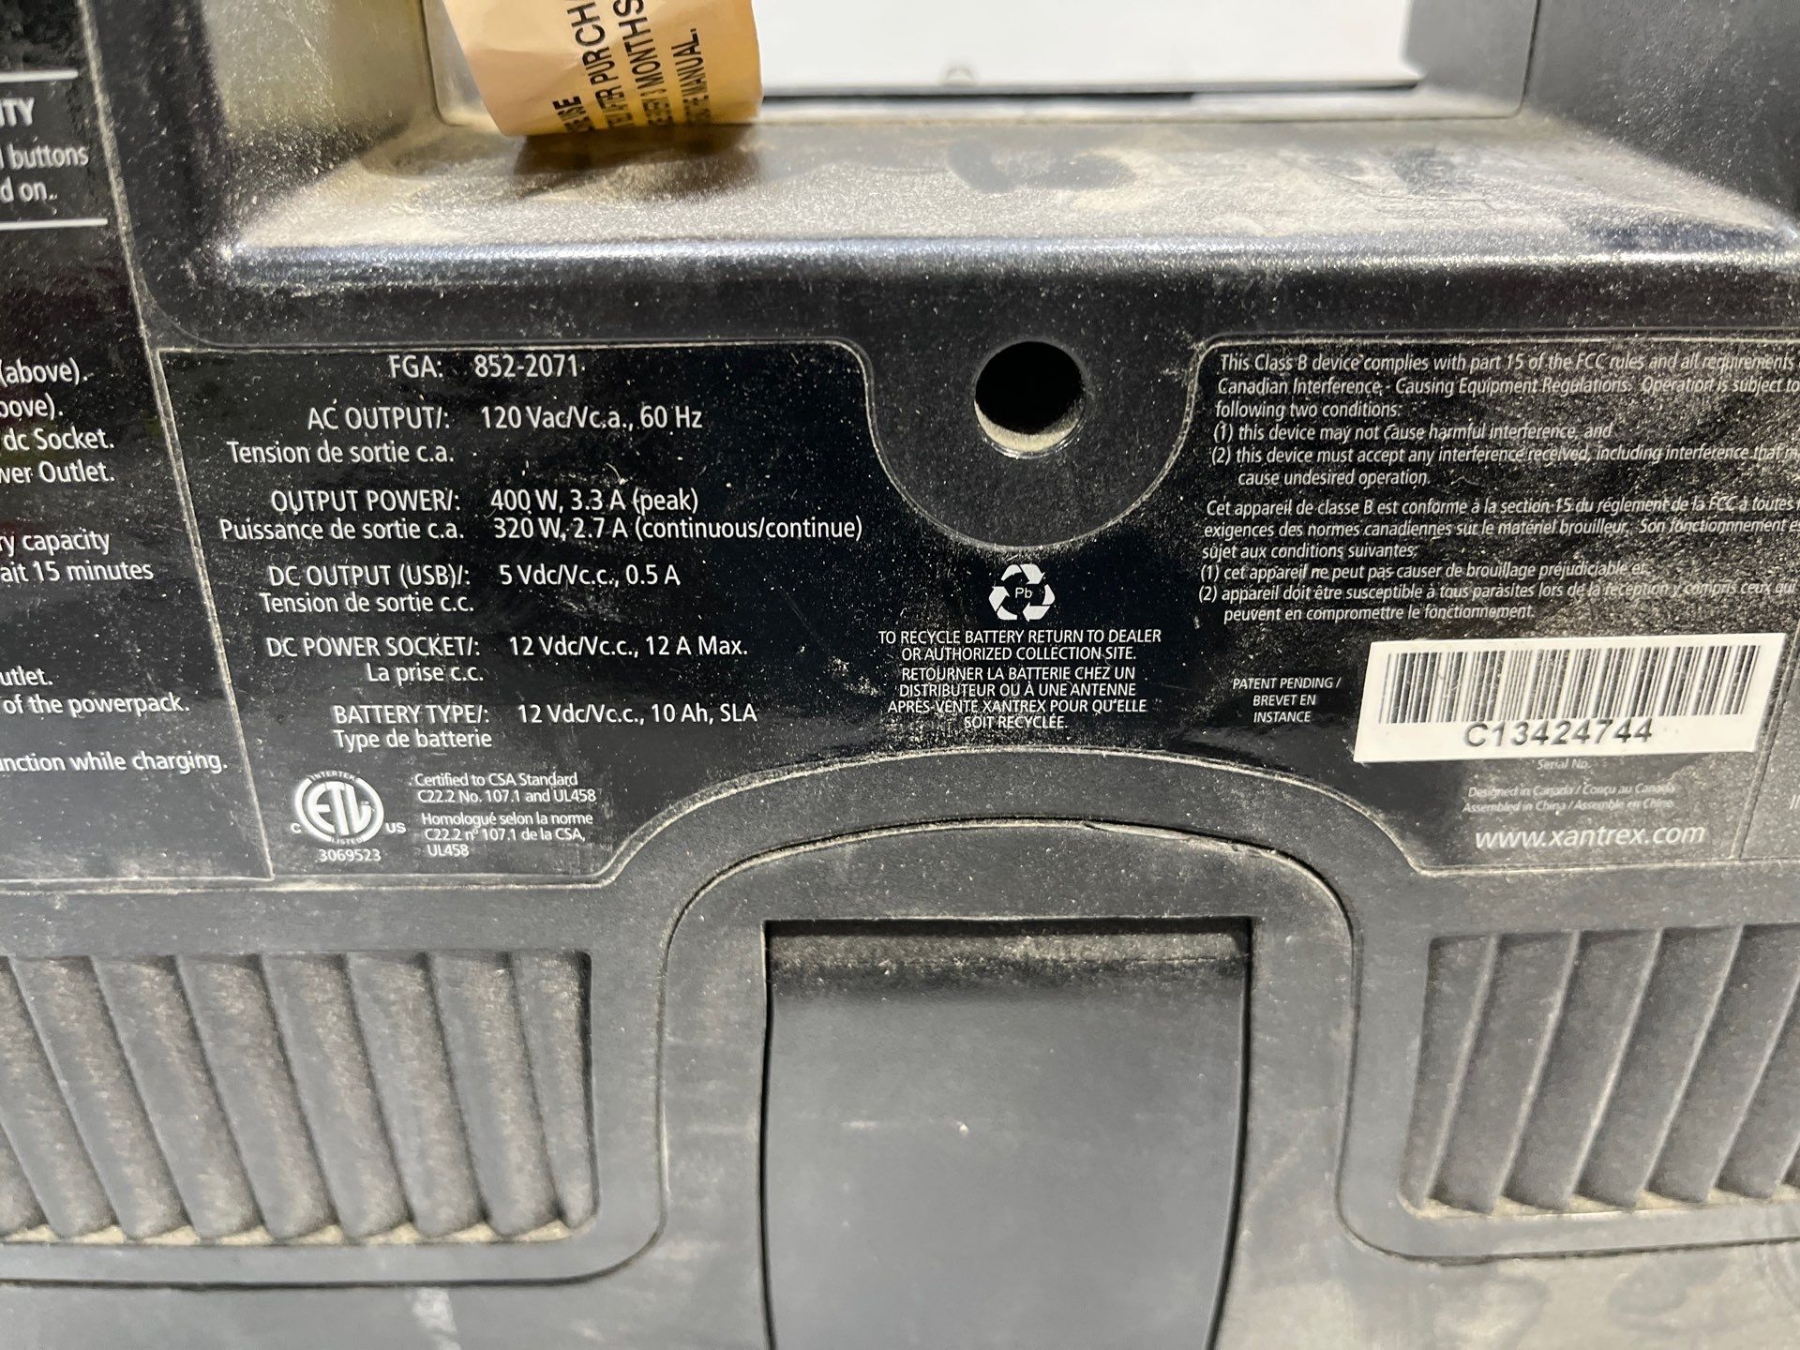 PURCH
3 MONTHS
MANUAL.
buttons
d on..
(above).
dc Socket.
Outlet.
capacity
15 minutes
of the powerpack.
while charging.
FGA: 852-2071
AC OUTPUT/: 120 Vac/Vc.a., 60 Hz
Tension de sortie c.a.
OUTPUT POWER/: 400 W, 3.3 A (peak)
Puissance de sortie c.a. 320 W, 2.7 A (continuous/continue)
DC OUTPUT (USB)/: 5 Vdc/Vc.c., 0.5 A
Tension de sortie c.c.
DC POWER SOCKET/: 12 Vdc/Vc.c., 12 A Max.
La prise c.c.
BATTERY TYPE/: 12 Vdc/Vc.c., 10 Ah, SLA
Type de batterie
INTERTEK
ETL
C US
LISTED
3069523
Certified to CSA Standard
C22.2 No. 107.1 and UL458
Homologué selon la norme
C22.2 n° 107.1 de la CSA,
UL458
Pb
TO RECYCLE BATTERY RETURN TO DEALER
OR AUTHORIZED COLLECTION SITE.
RETOURNER LA BATTERIE CHEZ UN
DISTRIBUTEUR OU À UNE ANTENNE
APRÈS-VENTE XANTREX POUR QU'ELLE
SOIT RECYCLÉE.
This Class B device complies with part 15 of the FCC rules and all requirements
Canadian Interference - Causing Equipment Regulations. Operation is subject to
following two conditions:
(1) this device may not cause harmful interference, and
(2) this device must accept any interference received, including interference that
cause undesired operation.
Cet appareil de classe B est conforme à la section 15 du réglement de la FCC à toutes
exigences des normes canadiennes sur le matériel brouilleur. Son fonctionnnement
sujet aux conditions suivantes:
(1) cet appareil ne peut pas causer de brouillage préjudiciable et
(2) appareil doit être susceptible à tous parasites lors de la réception y compris ceux qui
peuvent en compromettre le fonctionnement.
PATENT PENDING /
BREVET EN
INSTANCE
C13424744
Serial No.
Designed in Canada / Conçu au Canada
Assembled in China / Assemblé en Chine
www.xantrex.com